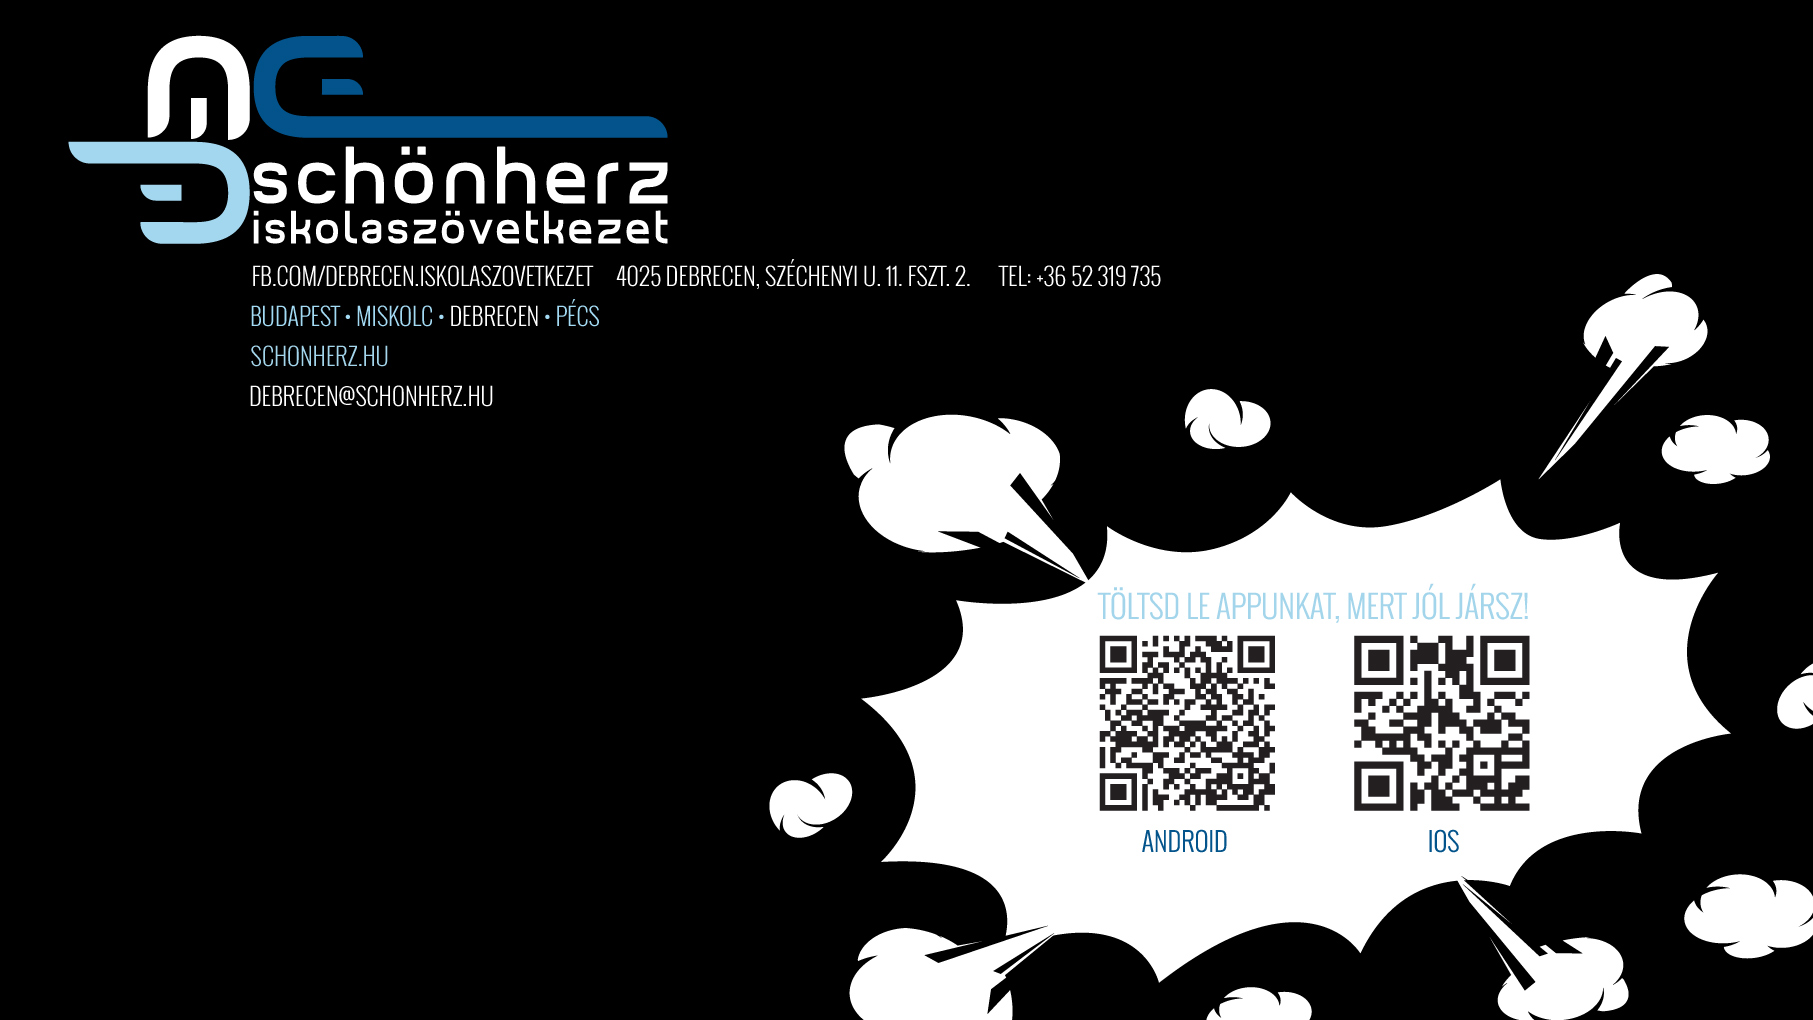 schönherz
iskolaszövetkezet
FB.COM/DEBRECEN.ISKOLASZOVETKEZET 4025 DEBRECEN, SZÉCHENYI U. 11. FSZT. 2. TEL: +36 52 319 735
BUDAPEST • MISKOLC • DEBRECEN • PÉCS
SCHONHERZ.HU
DEBRECEN@SCHONHERZ.HU
TÖLTSD LE APPUNKAT, MERT JÓL JÁRSZ!
ANDROID IOS